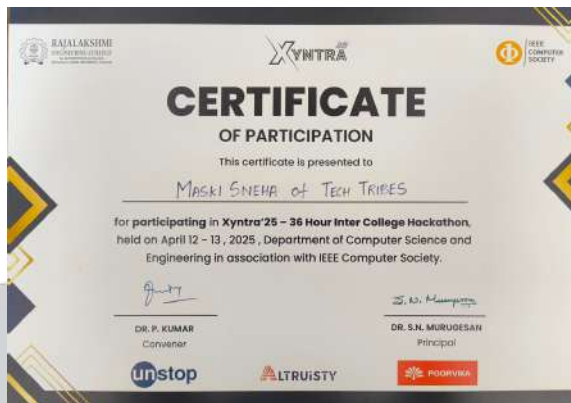 RAJALAKSHMI
ENGINEERING COLLEGE
XYNTRA
IEEE
COMPUTER
SOCIETY
CERTIFICATE
OF PARTICIPATION
This certificate is presented to
MASKI SNEHA of TECH TRIBES
for participating in Xyntra'25 – 36 Hour Inter College Hackathon,
held on April 12 – 13 , 2025 , Department of Computer Science and
Engineering in association with IEEE Computer Society.
S.N. Murugesan
DR. P. KUMAR
Convener
DR. S.N. MURUGESAN
Principal
unstop
ALTRUiSTY
POORVIKA